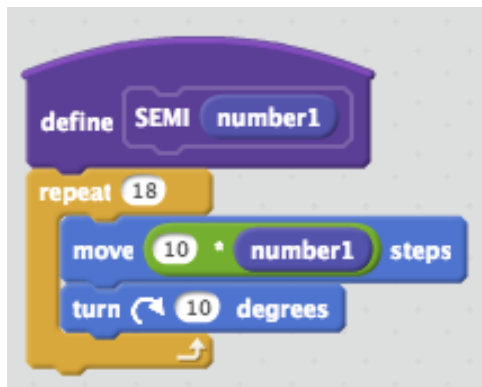 define SEMI number1
repeat 18
move 10 * number1 steps
turn 10 degrees